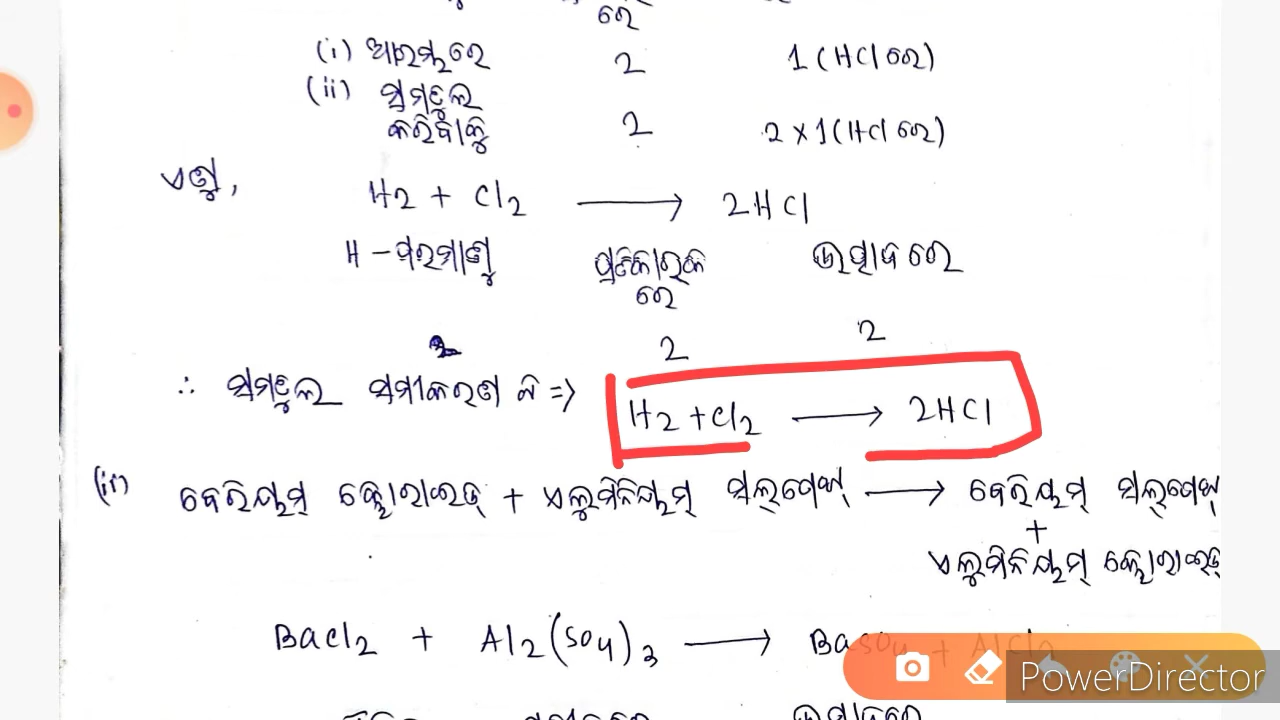 ରେ
(i) ଆରମ୍ଭରେ 2 1 (HCl ରେ)
(ii) ସମତୁଲ
କରିବାକୁ 2 2 x 1 (HCl ରେ)
ଏଣୁ, H2 + Cl2 ⟶ 2HCl
H - ପରମାଣୁ ପ୍ରତିକାରକ ଉତ୍ପାଦ ରେ
ରେ
2 2
∴ ସମତୁଲ ସମୀକରଣ ଟି =>
H2 + Cl2 ⟶ 2HCl
(ii) ବେରିୟମ୍ କ୍ଲୋରାଇଡ୍ + ଏଲୁମିନିୟମ୍ ସଲ୍‌ଫେଟ୍ ⟶ ବେରିୟମ୍ ସଲ୍‌ଫେଟ୍
+
ଏଲୁମିନିୟମ୍ କ୍ଲୋରାଇଡ୍
BaCl2 + Al2(SO4)3 ⟶ BaSO4 + AlCl3
PowerDirector